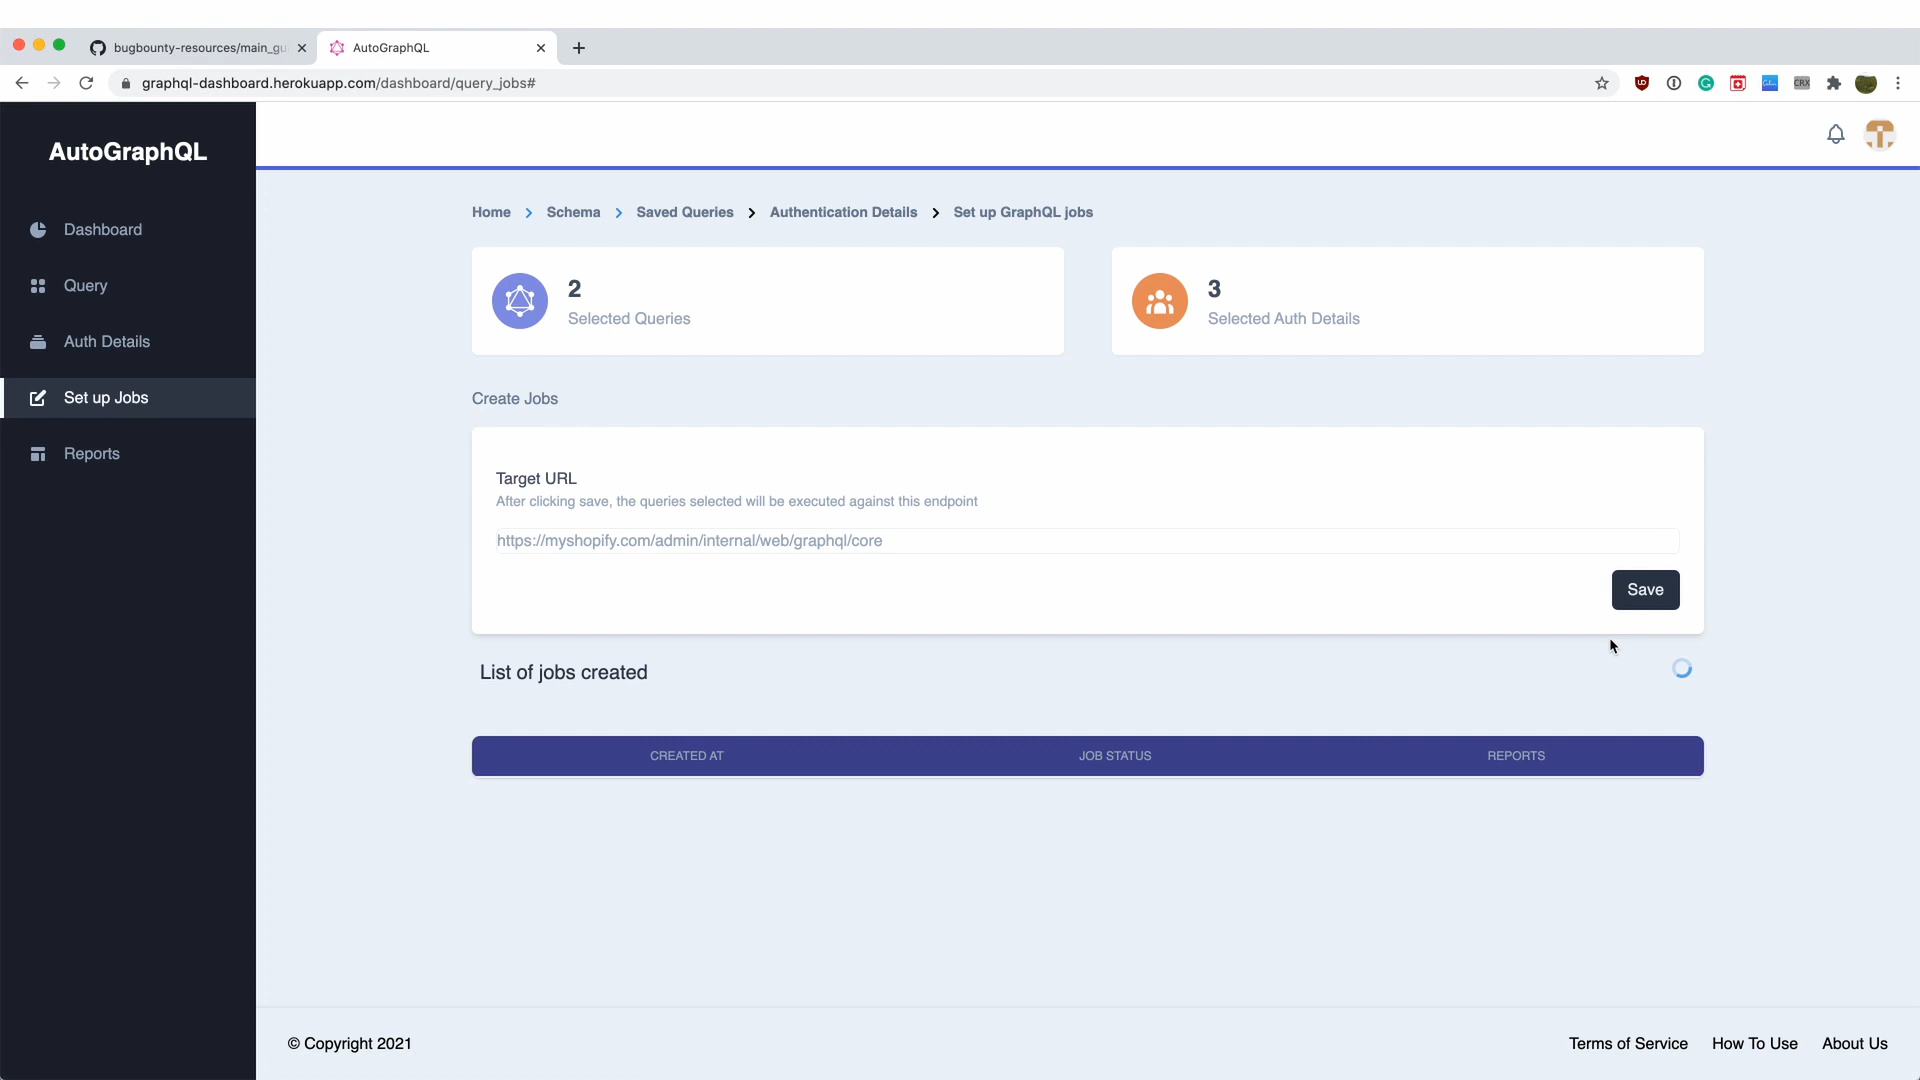 bugbounty-resources/main_gu
AutoGraphQL
graphql-dashboard.herokuapp.com/dashboard/query_jobs#
CRX
AutoGraphQL
Dashboard
Query
Auth Details
Set up Jobs
Reports
Home > Schema > Saved Queries > Authentication Details > Set up GraphQL jobs
2
Selected Queries
3
Selected Auth Details
Create Jobs
Target URL
After clicking save, the queries selected will be executed against this endpoint
https://myshopify.com/admin/internal/web/graphql/core
Save
List of jobs created
CREATED AT JOB STATUS REPORTS
© Copyright 2021
Terms of Service How To Use About Us